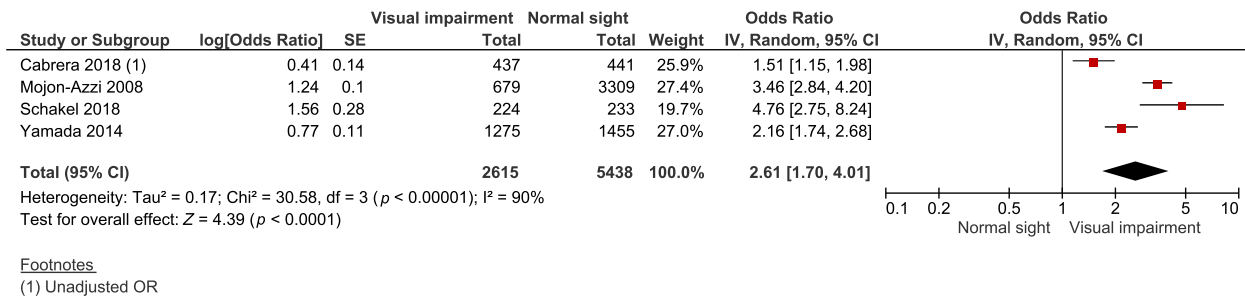 Visual impairment Normal sight Odds Ratio Odds Ratio
Study or Subgroup log[Odds Ratio] SE Total Total Weight IV, Random, 95% CI IV, Random, 95% CI
Cabrera 2018 (1) 0.41 0.14 437 441 25.9% 1.51 [1.15, 1.98]
Mojon-Azzi 2008 1.24 0.1 679 3309 27.4% 3.46 [2.84, 4.20]
Schakel 2018 1.56 0.28 224 233 19.7% 4.76 [2.75, 8.24]
Yamada 2014 0.77 0.11 1275 1455 27.0% 2.16 [1.74, 2.68]
Total (95% CI) 2615 5438 100.0% 2.61 [1.70, 4.01]
Heterogeneity: Tau² = 0.17; Chi² = 30.58, df = 3 (p < 0.00001); I² = 90%
Test for overall effect: Z = 4.39 (p < 0.0001)
0.1 0.2 0.5 1 2 5 10
Normal sight Visual impairment
Footnotes
(1) Unadjusted OR